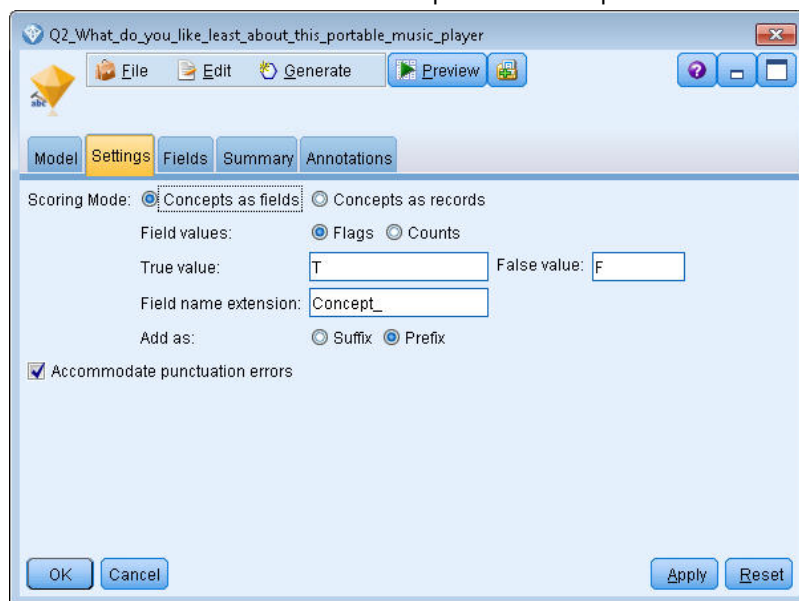 Q2_What_do_you_like_least_about_this_portable_music_player
File Edit Generate Preview
abc
Model Settings Fields Summary Annotations
Scoring Mode: Concepts as fields Concepts as records
Field values: Flags Counts
True value: T False value: F
Field name extension: Concept_
Add as: Suffix Prefix
Accommodate punctuation errors
OK Cancel Apply Reset